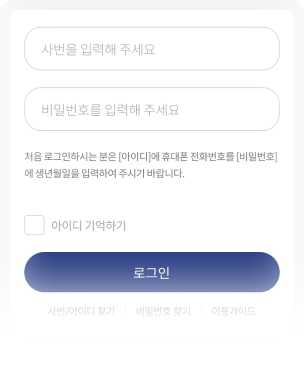 사번을 입력해 주세요
비밀번호를 입력해 주세요
처음 로그인하시는 분은 [아이디]에 휴대폰 전화번호를 [비밀번호]
에 생년월일을 입력하여 주시기 바랍니다.
아이디 기억하기
로그인
사번/아이디 찾기 비밀번호 찾기 이용가이드